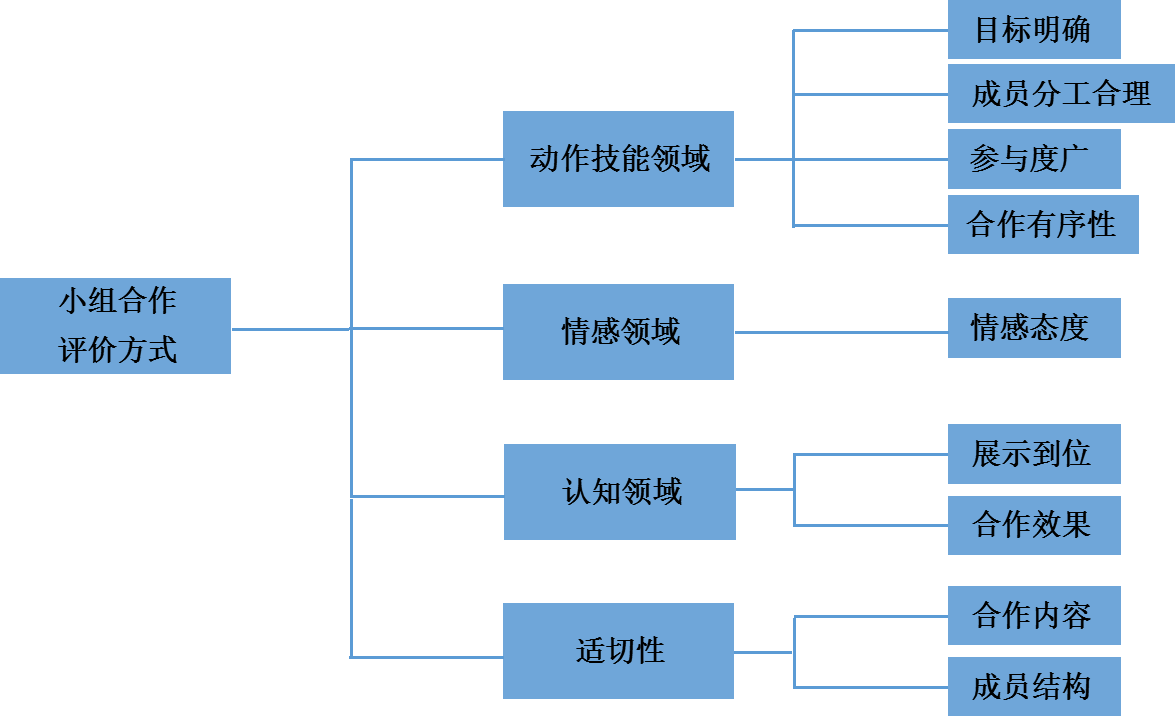 小组合作
评价方式
动作技能领域
目标明确
成员分工合理
参与度广
合作有序性
情感领域
情感态度
认知领域
展示到位
合作效果
适切性
合作内容
成员结构